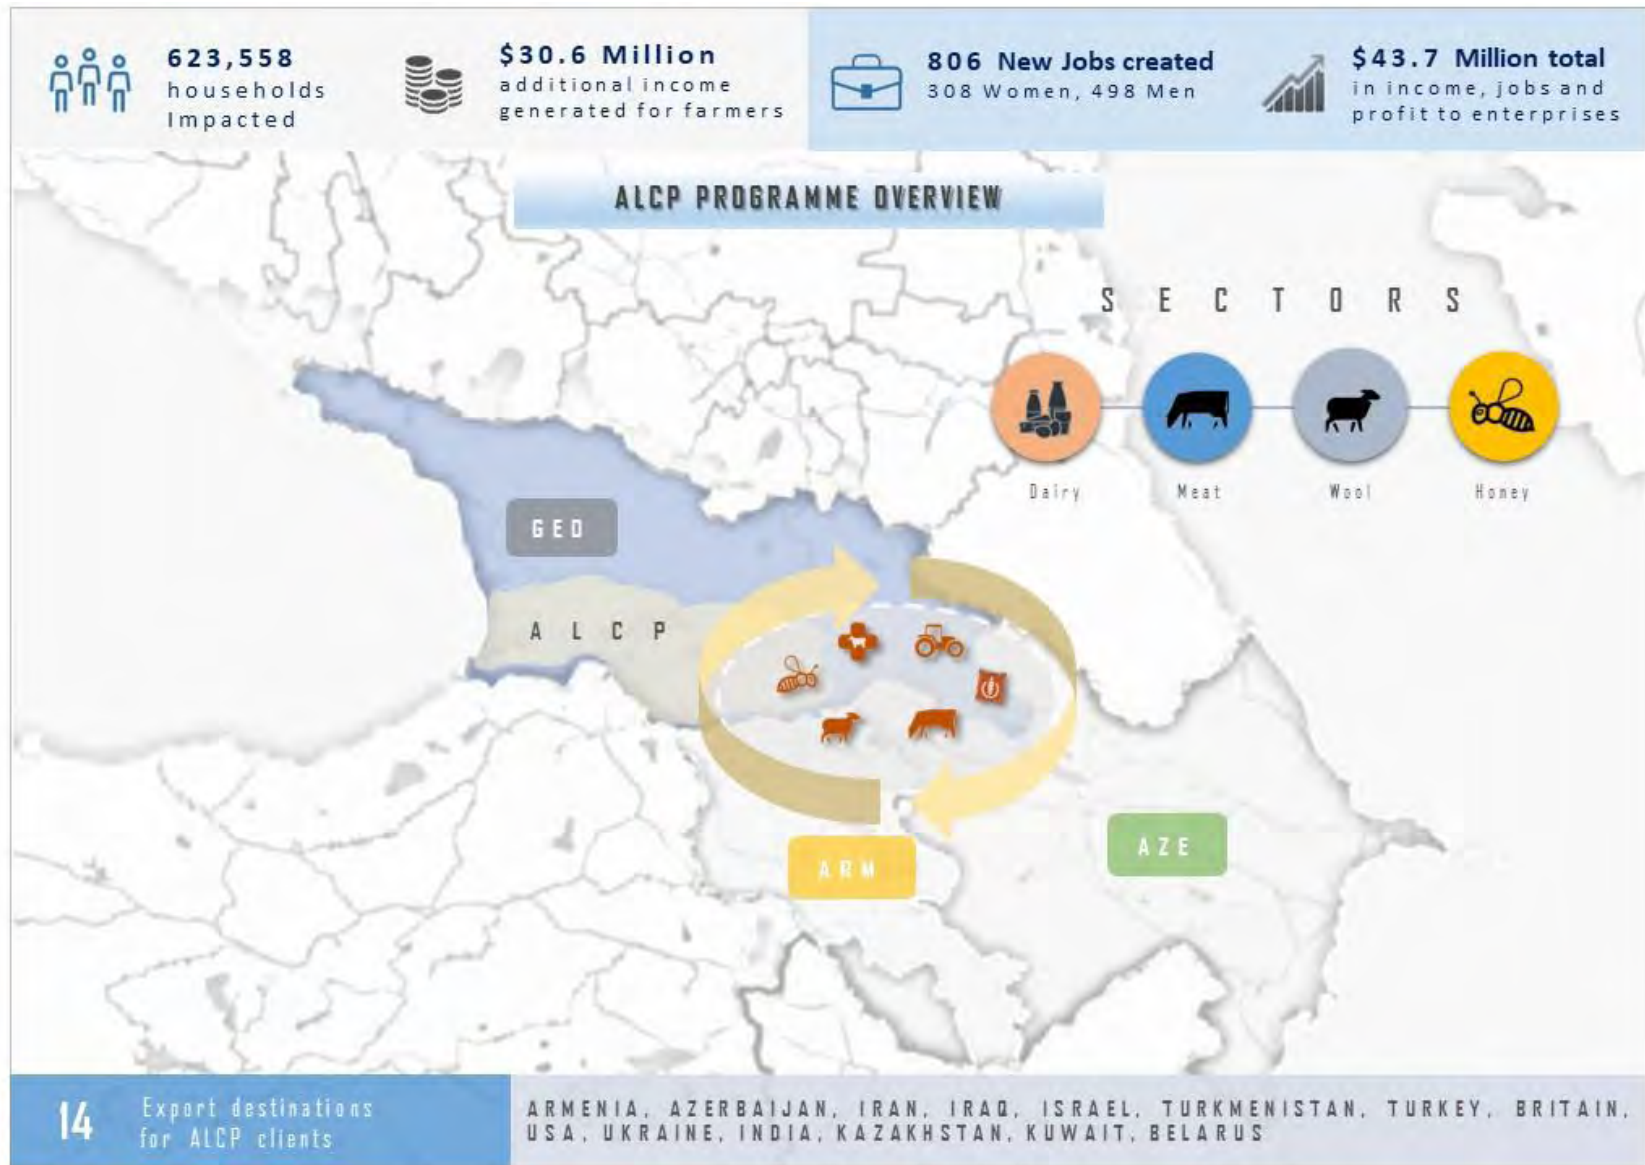 623,558
households
Impacted
$30.6 Million
additional income
generated for farmers
806 New Jobs created
308 Women, 498 Men
$43.7 Million total
in income, jobs and
profit to enterprises
ALCP PROGRAMME OVERVIEW
SECTORS
Dairy
Meat
Wool
Honey
GEO
ALCP
ARM
AZE
14
Export destinations
for ALCP clients
ARMENIA, AZERBAIJAN, IRAN, IRAQ, ISRAEL, TURKMENISTAN, TURKEY, BRITAIN,
USA, UKRAINE, INDIA, KAZAKHSTAN, KUWAIT, BELARUS